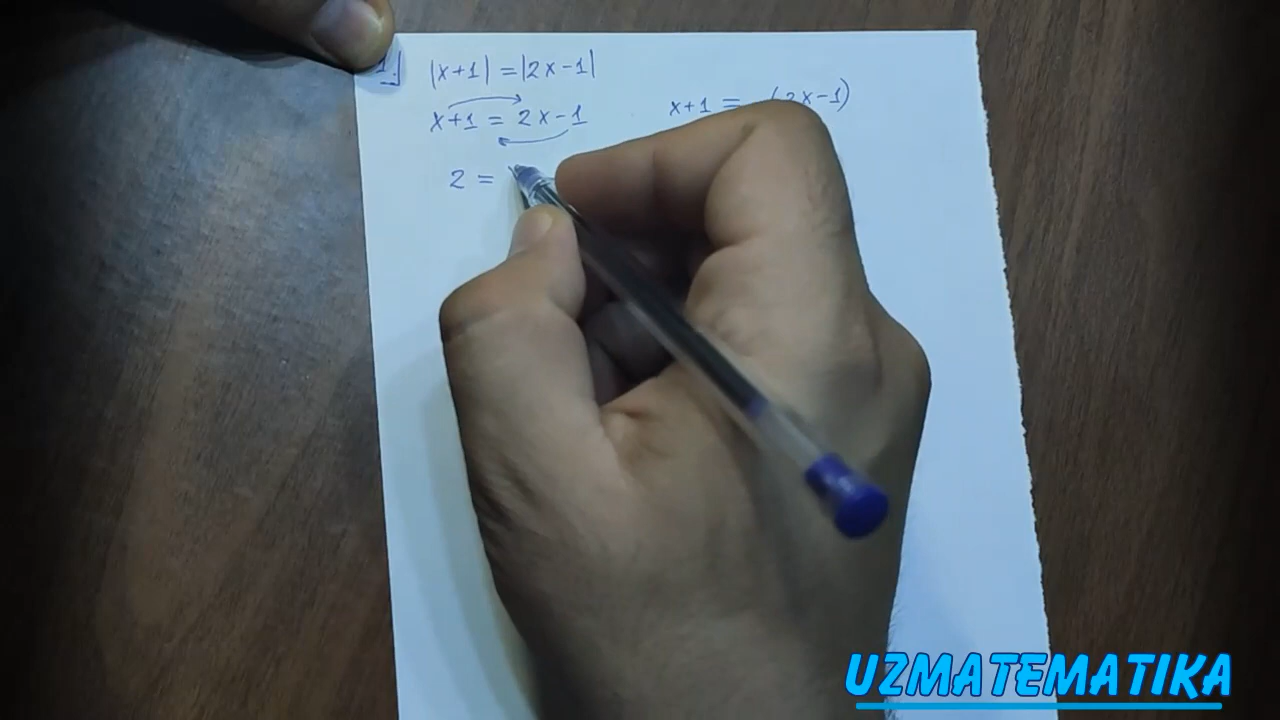 1.] |x+1| = |2x-1|
x+1 = 2x-1
x+1 = (2x-1)
2 =
UZMATEMATIKA